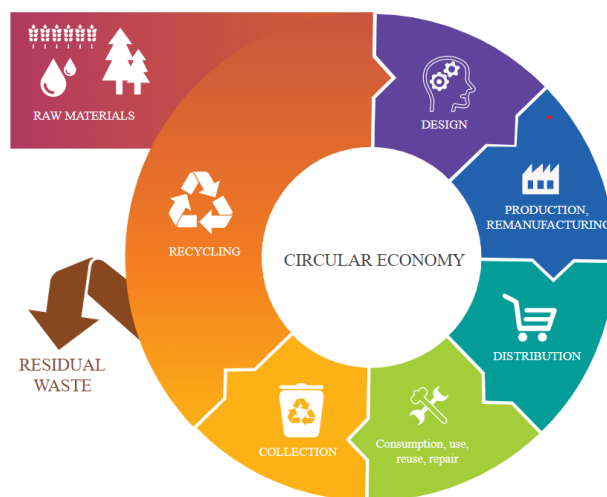 RAW MATERIALS
DESIGN
PRODUCTION,
REMANUFACTURING
RECYCLING
CIRCULAR ECONOMY
DISTRIBUTION
RESIDUAL
WASTE
COLLECTION
Consumption, use,
reuse, repair